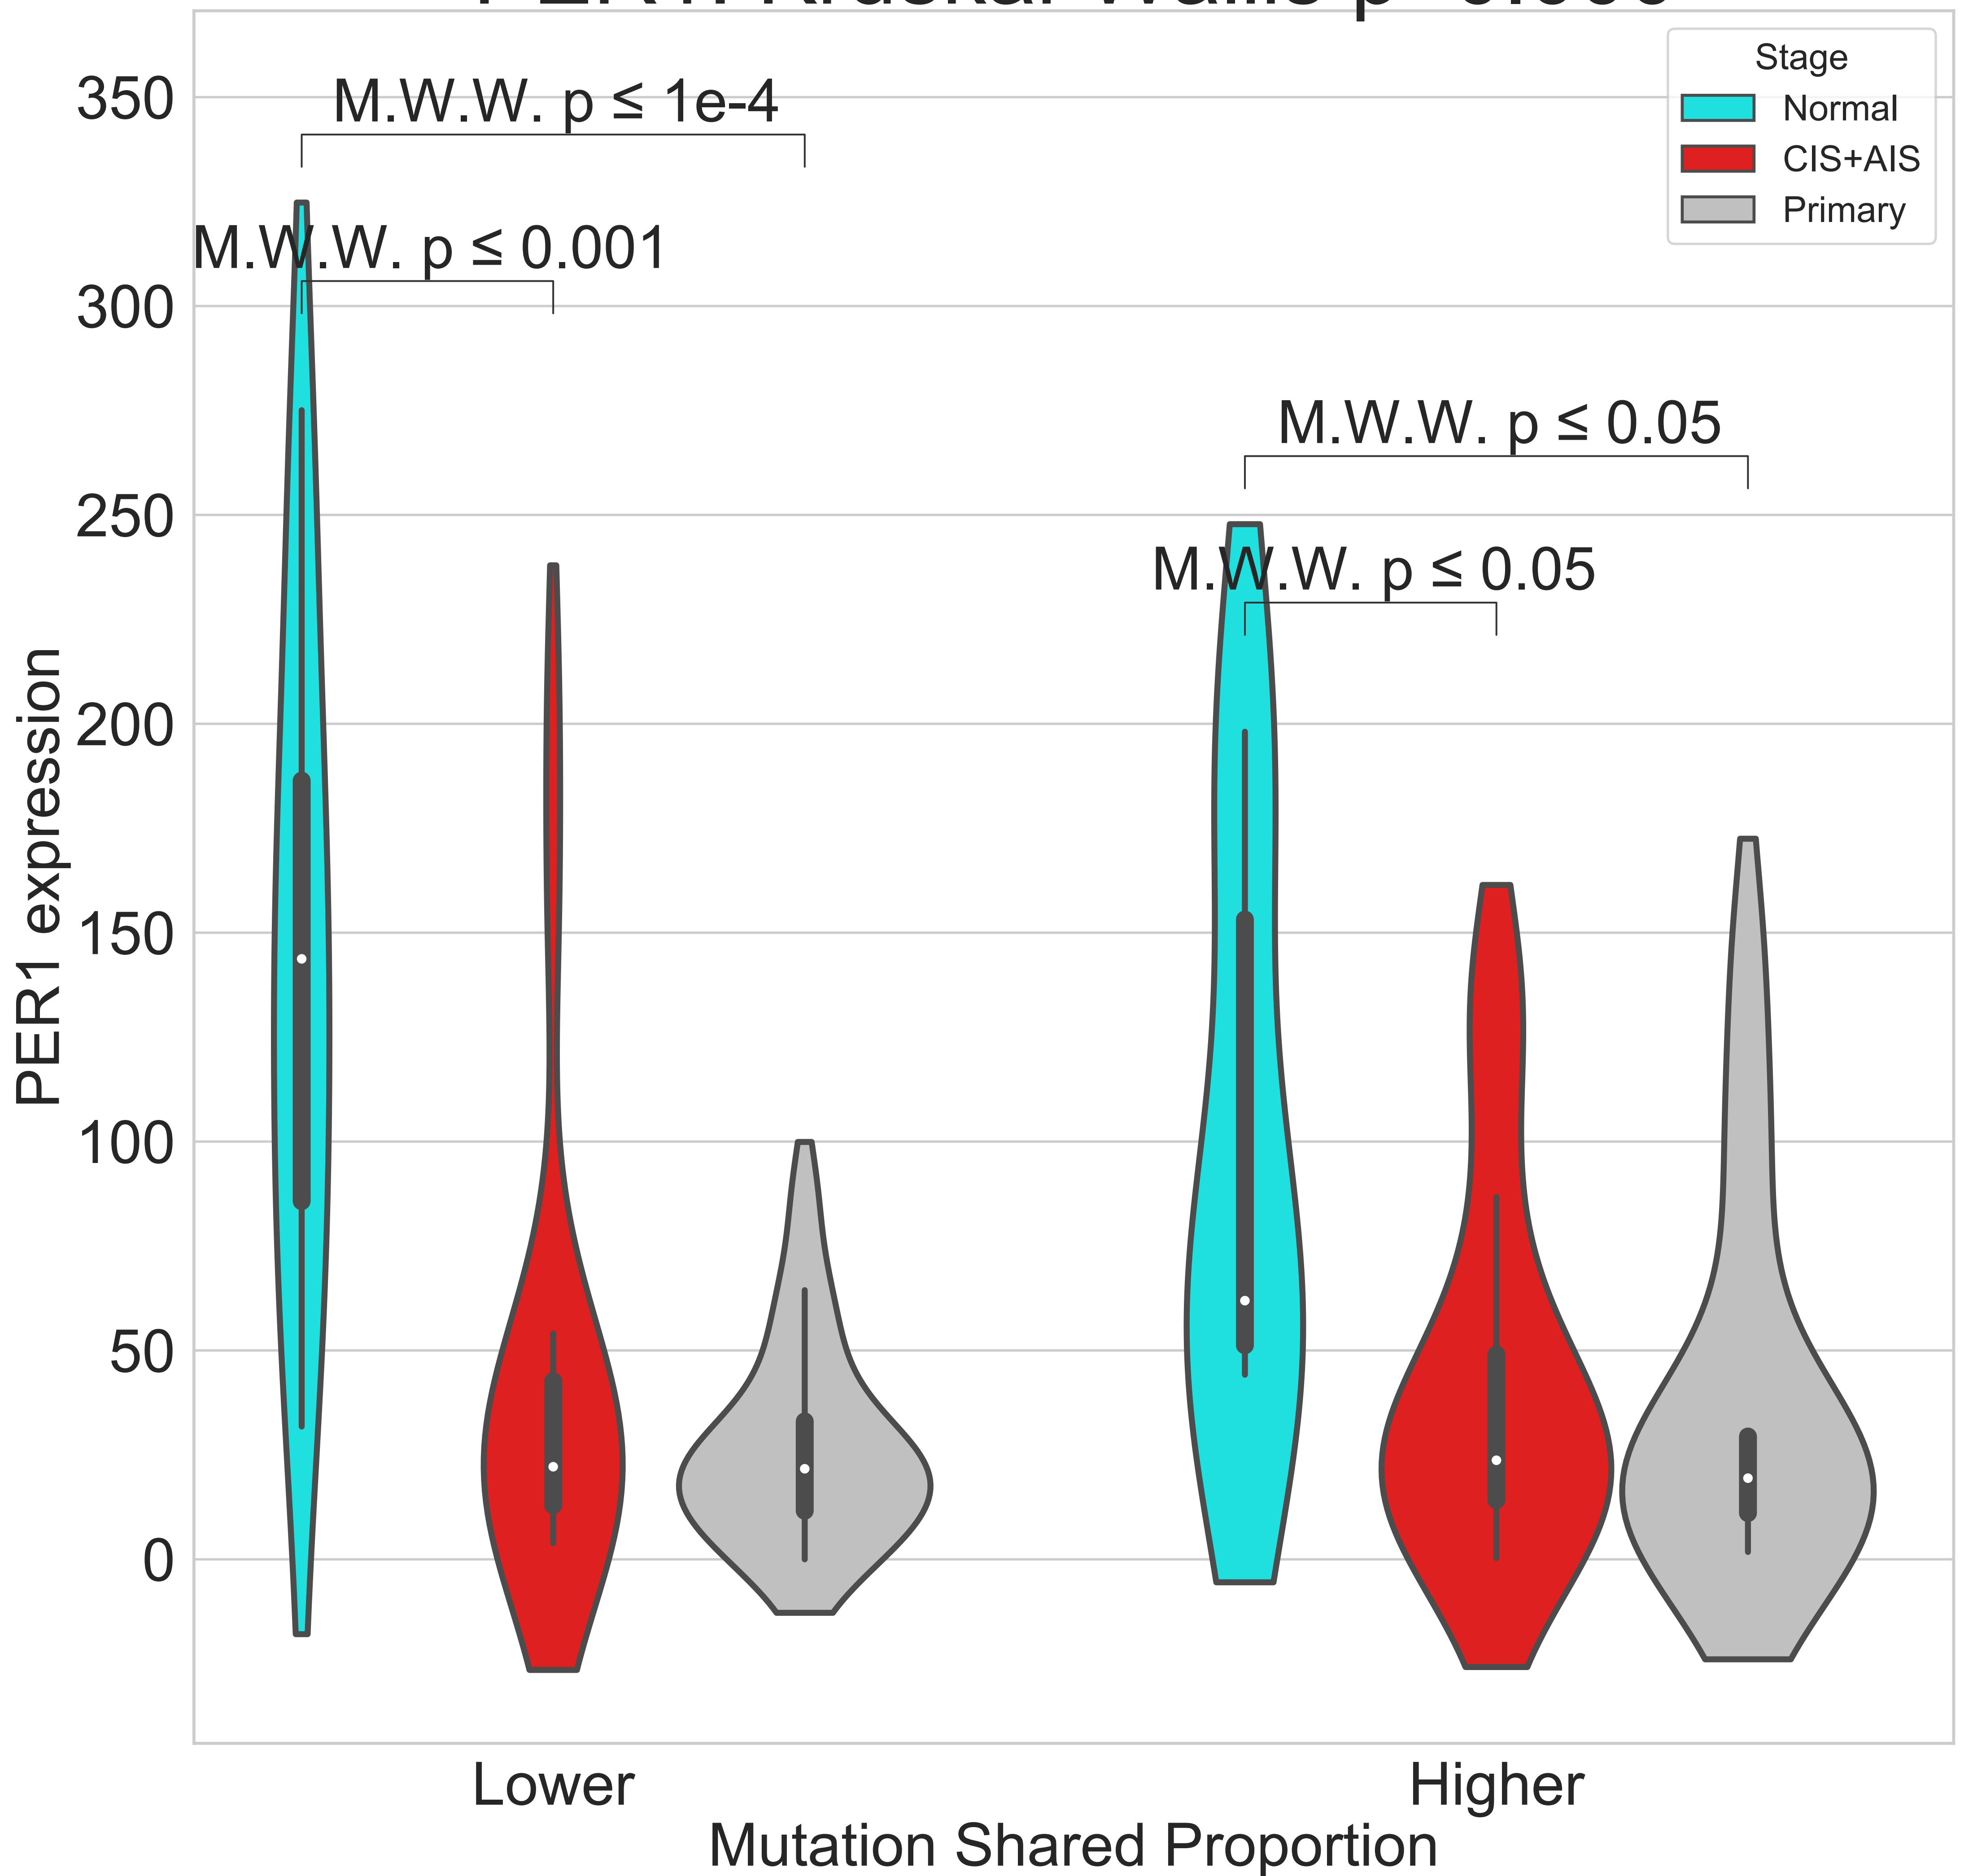 Stage
Normal
CIS+AIS
Primary
M.W.W. p ≤ 1e-4
M.W.W. p ≤ 0.001
M.W.W. p ≤ 0.05
M.W.W. p ≤ 0.05
350
300
250
200
150
100
50
0
PER1 expression
Lower
Higher
Mutation Shared Proportion